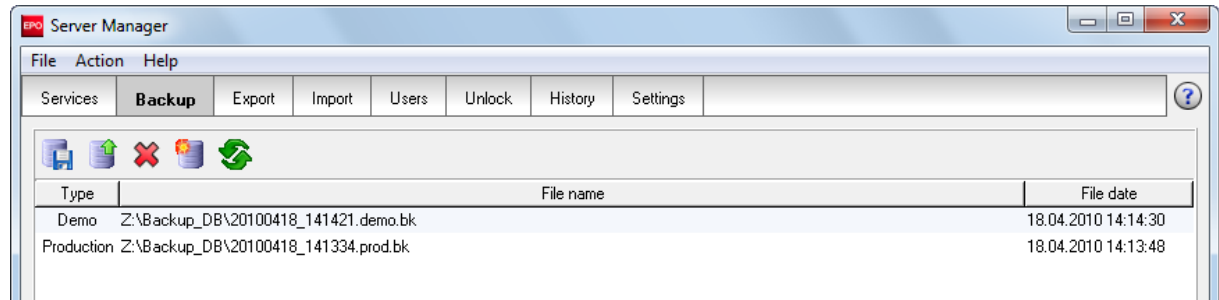 EPO Server Manager X
File Action Help
Services Backup Export Import Users Unlock History Settings ?
Type File name File date
Demo Z:\Backup_DB\20100418_141421.demo.bk 18.04.2010 14:14:30
Production Z:\Backup_DB\20100418_141334.prod.bk 18.04.2010 14:13:48